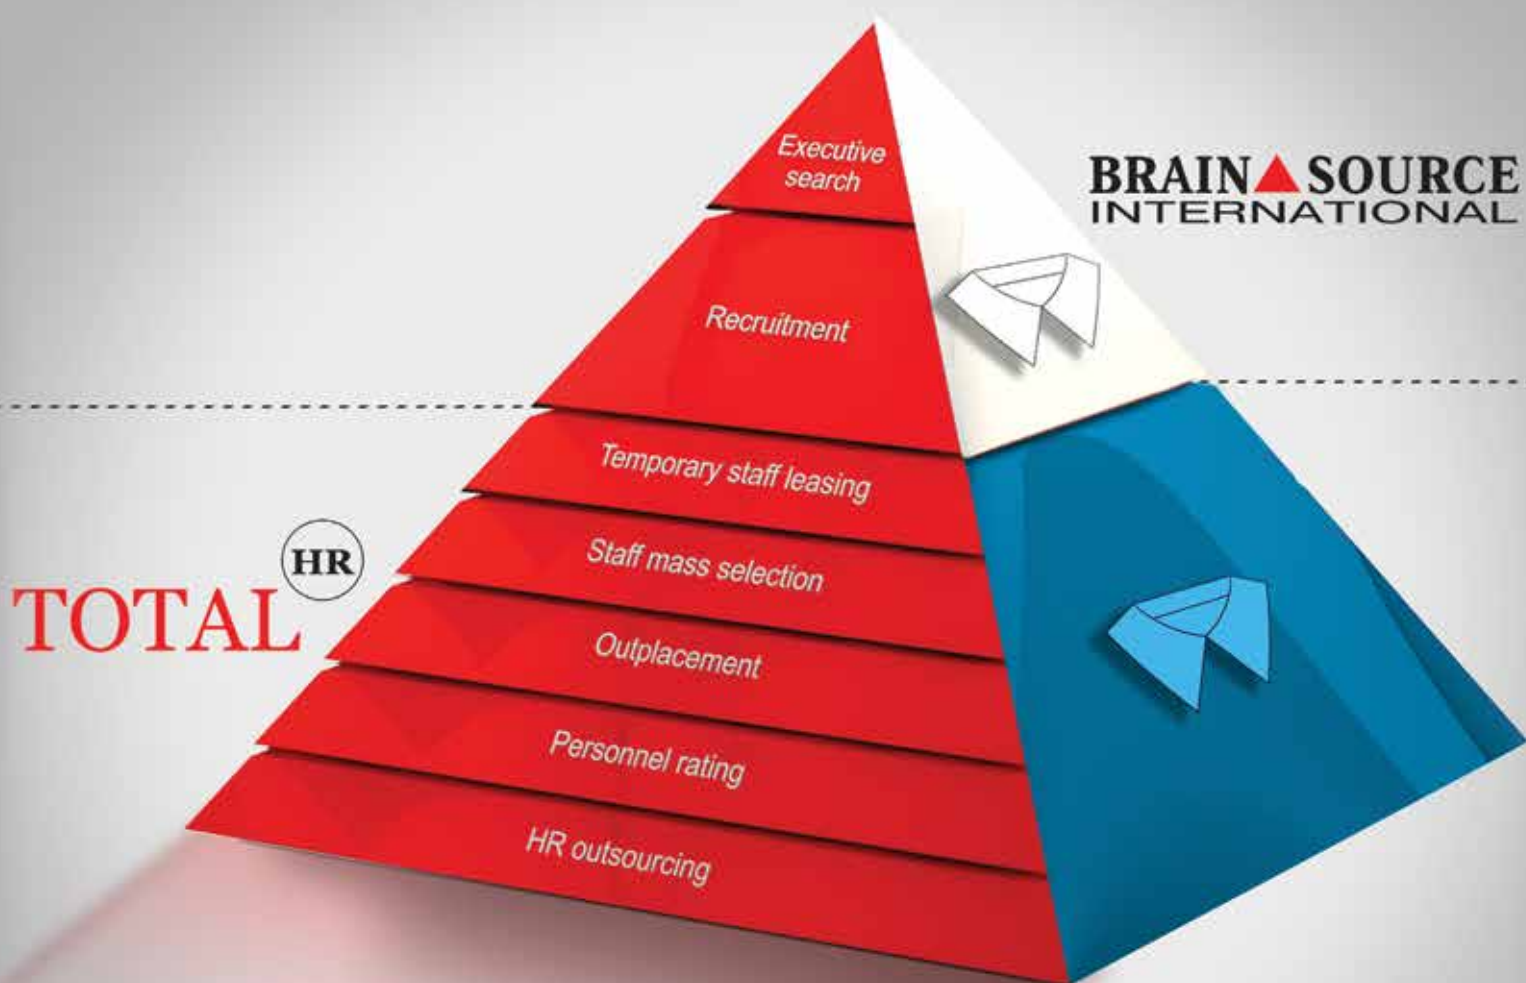 Executive
search
BRAIN SOURCE
INTERNATIONAL
Recruitment
Temporary staff leasing
Staff mass selection
HR
TOTAL
Outplacement
Personnel rating
HR outsourcing